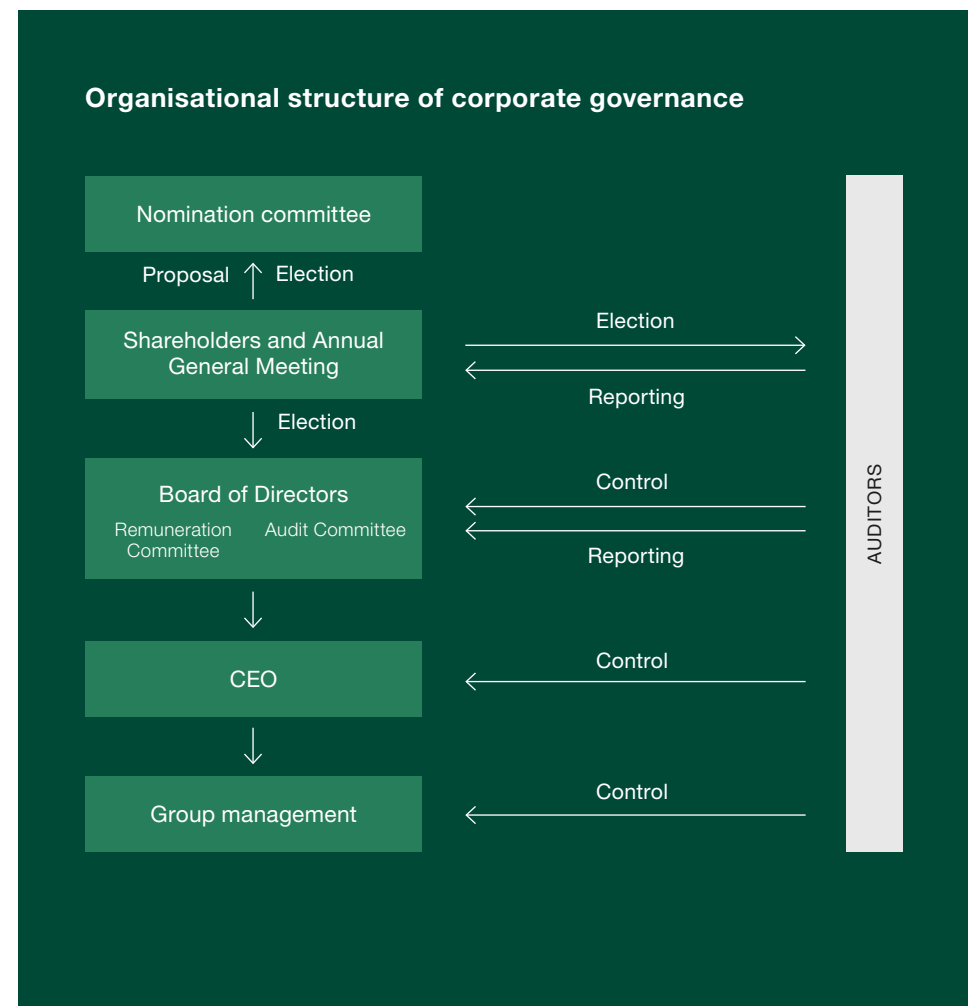 Organisational structure of corporate governance
Nomination committee
Proposal
Election
Shareholders and Annual
General Meeting
Election
Reporting
Election
Board of Directors
Remuneration
Committee
Audit Committee
Control
Reporting
CEO
Control
Group management
Control
AUDITORS